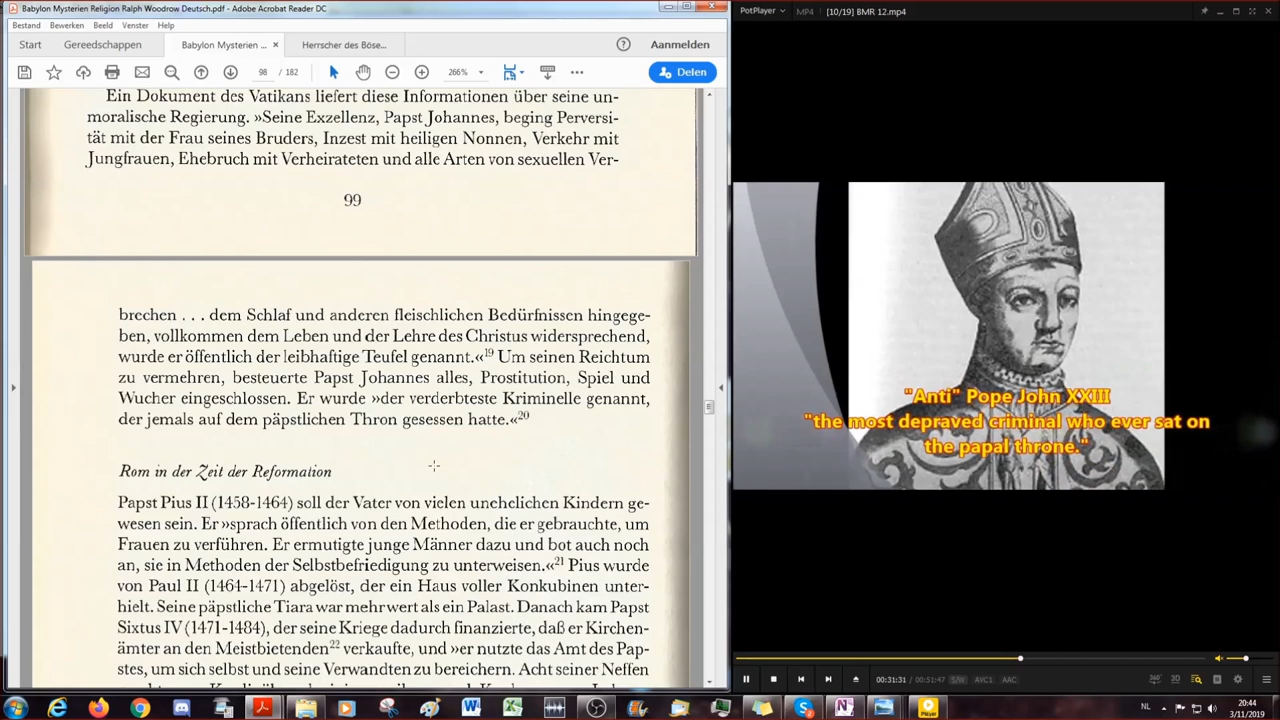 Babylon Mysterien Religion Ralph Woodrow Deutsch.pdf - Adobe Acrobat Reader DC
Bestand Bewerken Beeld Venster Help
Start Gereedschappen Babylon Mysterien ... × Herrscher des Böse... Aanmelden
98 / 182 266% Delen
Ein Dokument des Vatikans liefert diese Informationen über seine un-
moralische Regierung. »Seine Exzellenz, Papst Johannes, beging Perversi-
tät mit der Frau seines Bruders, Inzest mit heiligen Nonnen, Verkehr mit
Jungfrauen, Ehebruch mit Verheirateten und alle Arten von sexuellen Ver-
99
brechen . . . dem Schlaf und anderen fleischlichen Bedürfnissen hingege-
ben, vollkommen dem Leben und der Lehre des Christus widersprechend,
wurde er öffentlich der leibhaftige Teufel genannt.«19 Um seinen Reichtum
zu vermehren, besteuerte Papst Johannes alles, Prostitution, Spiel und
Wucher eingeschlossen. Er wurde »der verderbteste Kriminelle genannt,
der jemals auf dem päpstlichen Thron gesessen hatte.«20
Rom in der Zeit der Reformation
Papst Pius II (1458-1464) soll der Vater von vielen unehelichen Kindern ge-
wesen sein. Er »sprach öffentlich von den Methoden, die er gebrauchte, um
Frauen zu verführen. Er ermutigte junge Männer dazu und bot auch noch
an, sie in Methoden der Selbstbefriedigung zu unterweisen.«21 Pius wurde
von Paul II (1464-1471) abgelöst, der ein Haus voller Konkubinen unter-
hielt. Seine päpstliche Tiara war mehr wert als ein Palast. Danach kam Papst
Sixtus IV (1471-1484), der seine Kriege dadurch finanzierte, daß er Kirchen-
ämter an den Meistbietenden22 verkaufte, und »er nutzte das Amt des Pap-
stes, um sich selbst und seine Verwandten zu bereichern. Acht seiner Neffen
PotPlayer MP4 [10/19] BMR 12.mp4
"Anti" Pope John XXIII
"the most depraved criminal who ever sat on
the papal throne."
00:31:31 / 00:51:47 S/W AVC1 AAC 360° 3D
NL 20:44
3/11/2019